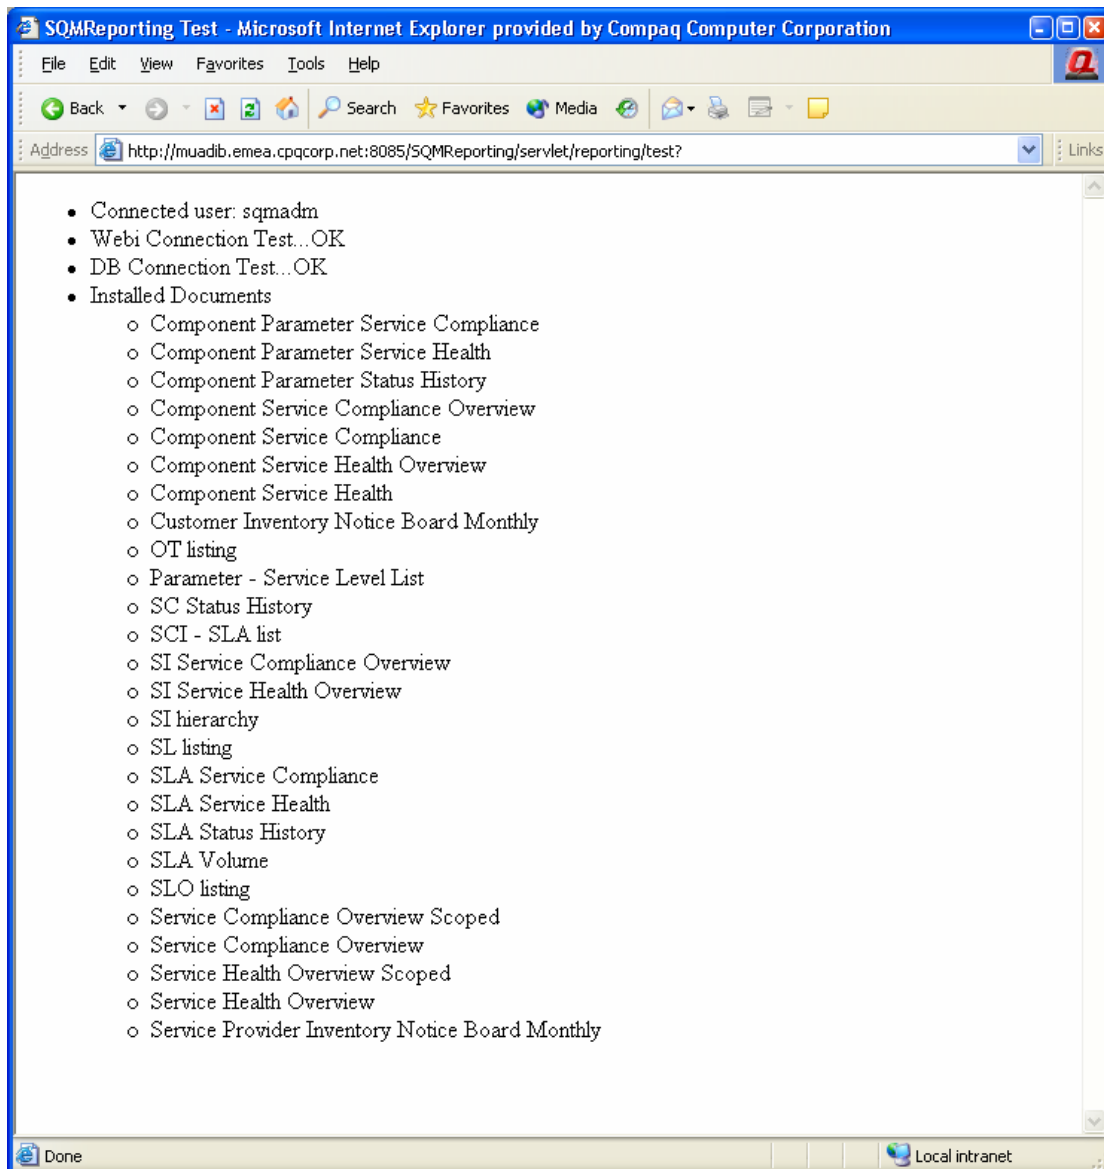 SQMReporting Test - Microsoft Internet Explorer provided by Compaq Computer Corporation
File Edit View Favorites Tools Help
Back Search Favorites Media
Address http://muadib.emea.cpqcorp.net:8085/SQMReporting/servlet/reporting/test? Links
• Connected user: sqmadm
• Webi Connection Test...OK
• DB Connection Test...OK
• Installed Documents
o Component Parameter Service Compliance
o Component Parameter Service Health
o Component Parameter Status History
o Component Service Compliance Overview
o Component Service Compliance
o Component Service Health Overview
o Component Service Health
o Customer Inventory Notice Board Monthly
o OT listing
o Parameter - Service Level List
o SC Status History
o SCI - SLA list
o SI Service Compliance Overview
o SI Service Health Overview
o SI hierarchy
o SL listing
o SLA Service Compliance
o SLA Service Health
o SLA Status History
o SLA Volume
o SLO listing
o Service Compliance Overview Scoped
o Service Compliance Overview
o Service Health Overview Scoped
o Service Health Overview
o Service Provider Inventory Notice Board Monthly
Done Local intranet